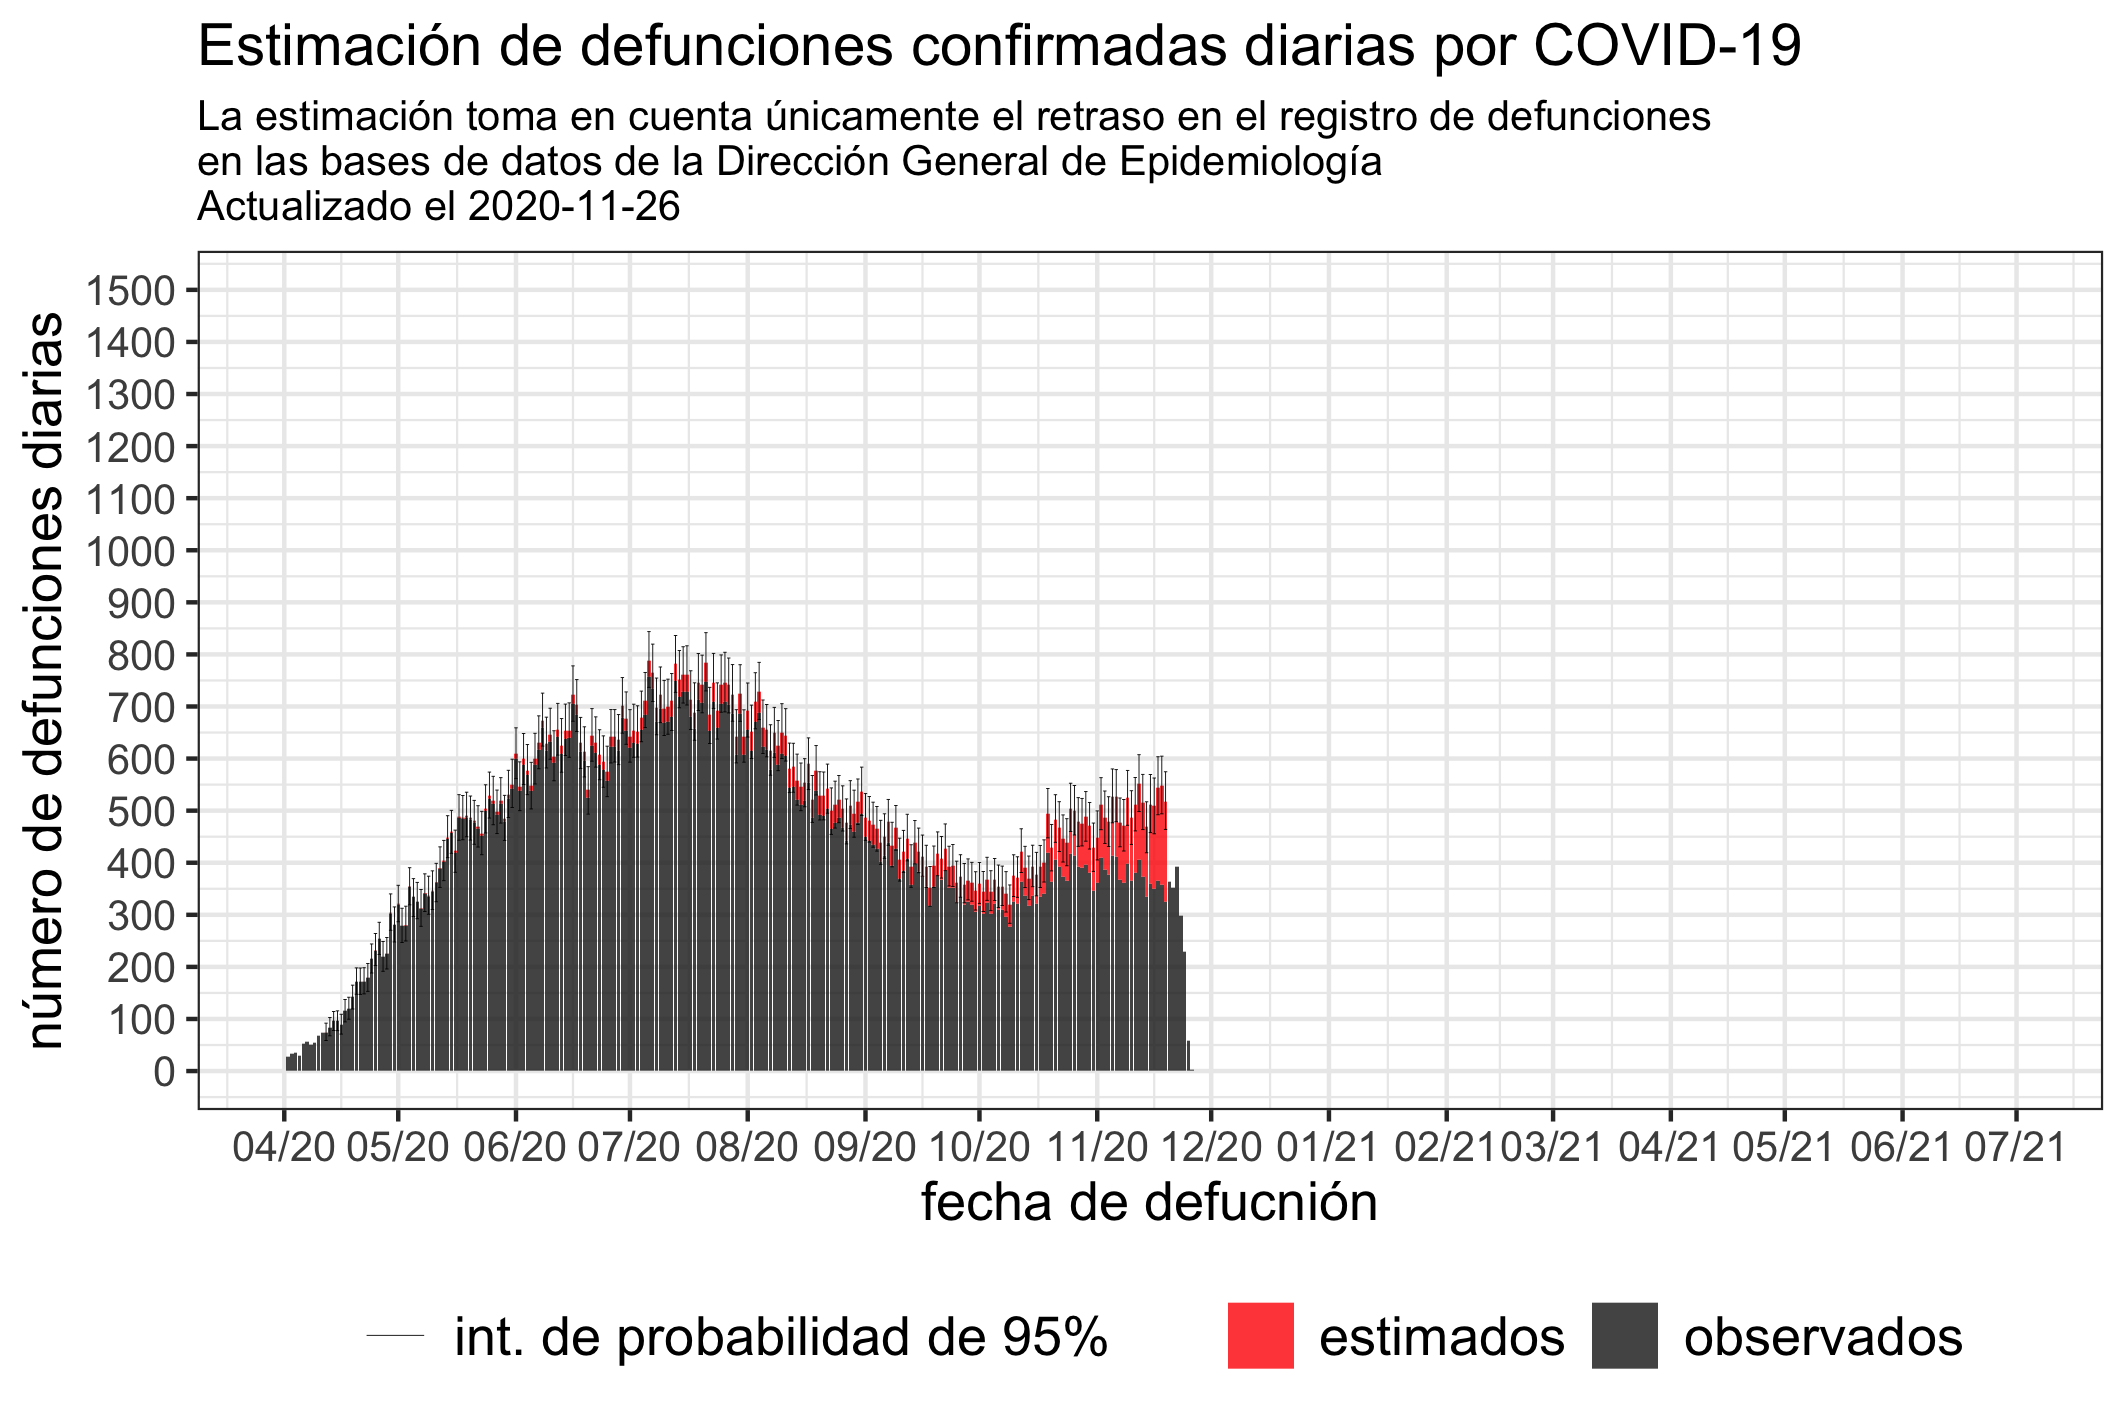 Estimación de defunciones confirmadas diarias por COVID-19
La estimación toma en cuenta únicamente el retraso en el registro de defunciones
en las bases de datos de la Dirección General de Epidemiología
Actualizado el 2020-11-26
número de defunciones diarias
1500
1400
1300
1200
1100
1000
900
800
700
600
500
400
300
200
100
0
04/20 05/20 06/20 07/20 08/20 09/20 10/20 11/20 12/20 01/21 02/21 03/21 04/21 05/21 06/21 07/21
fecha de defucnión
int. de probabilidad de 95% estimados observados